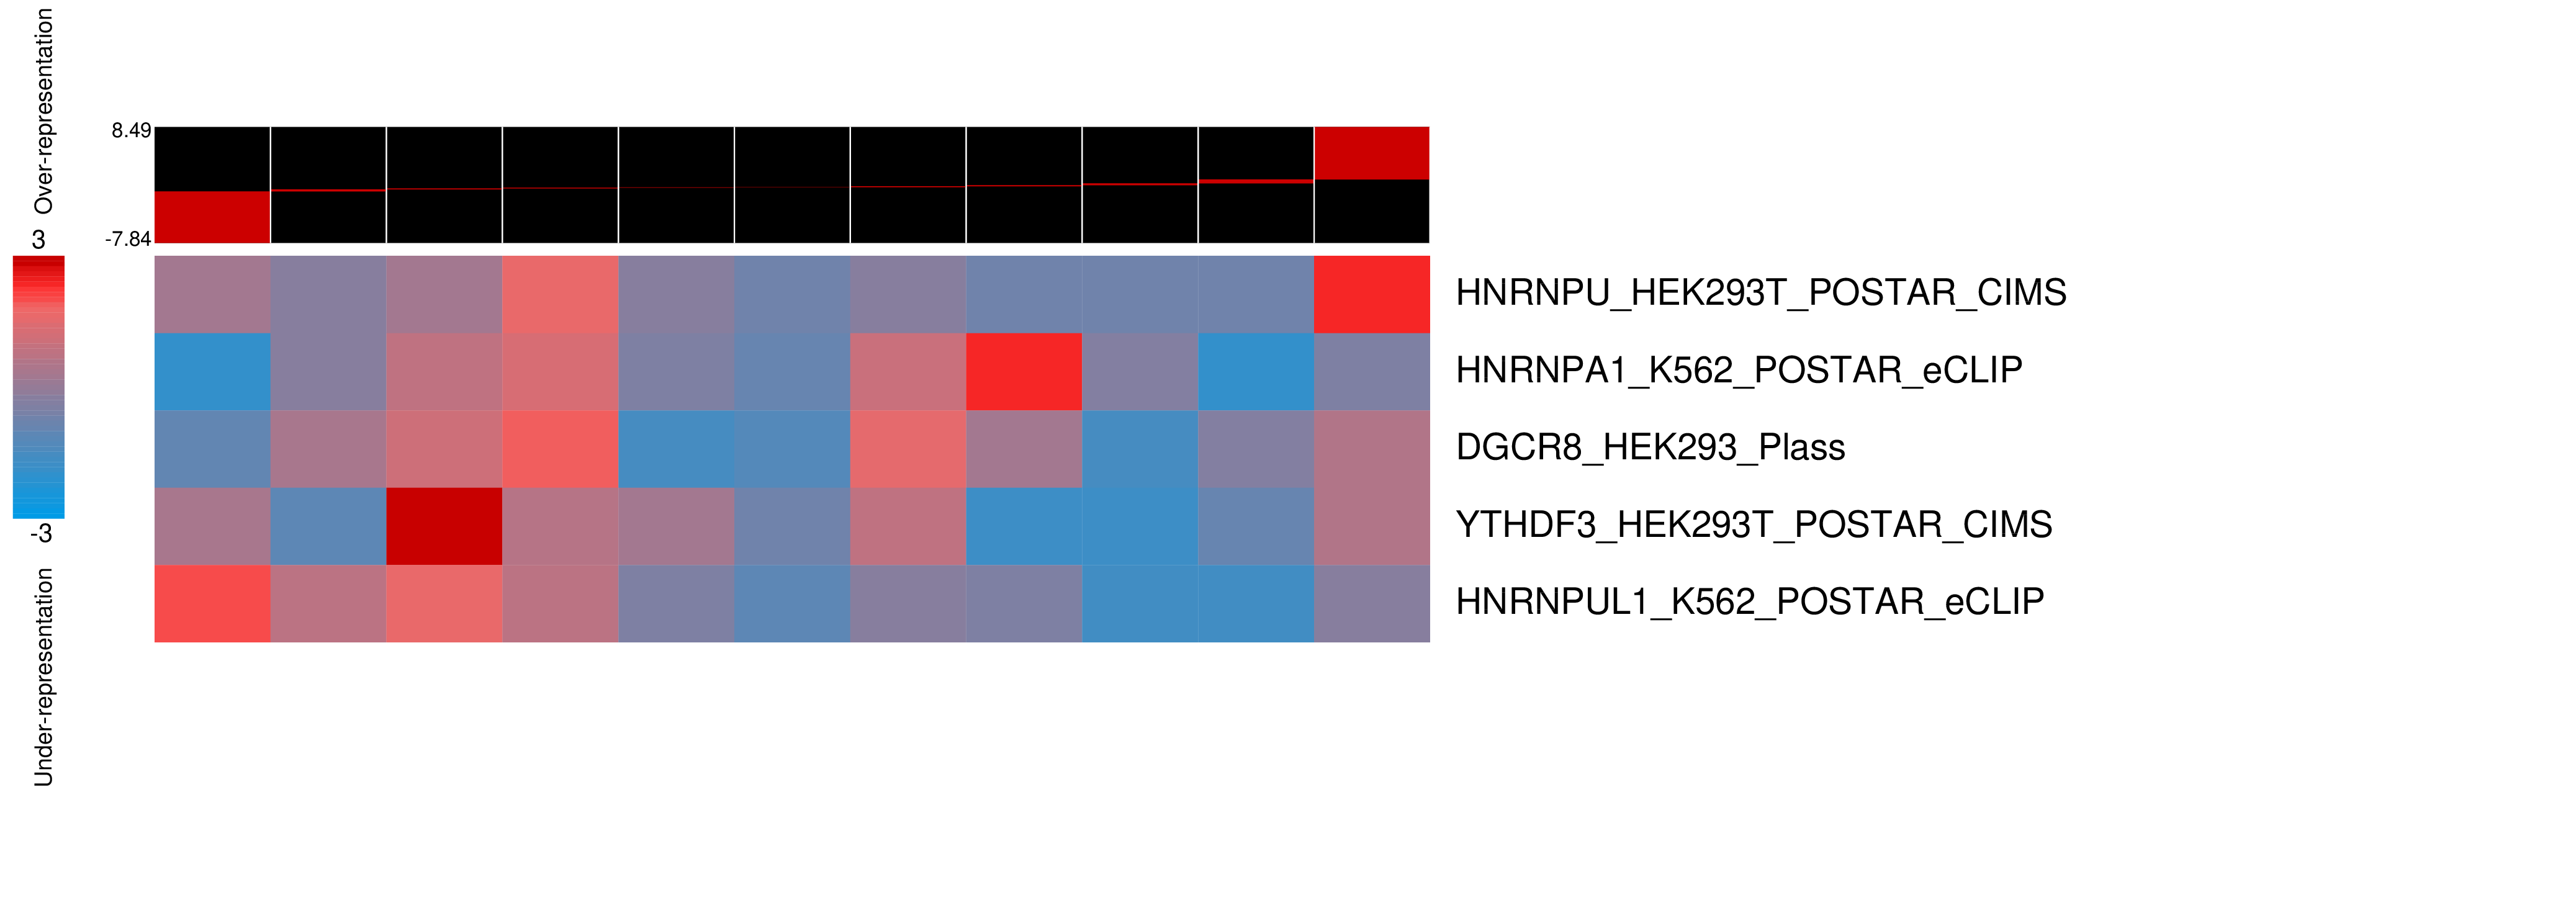 Over-representation
3
-3
Under-representation
8.49
-7.84
HNRNPU_HEK293T_POSTAR_CIMS
HNRNPA1_K562_POSTAR_eCLIP
DGCR8_HEK293_Plass
YTHDF3_HEK293T_POSTAR_CIMS
HNRNPUL1_K562_POSTAR_eCLIP